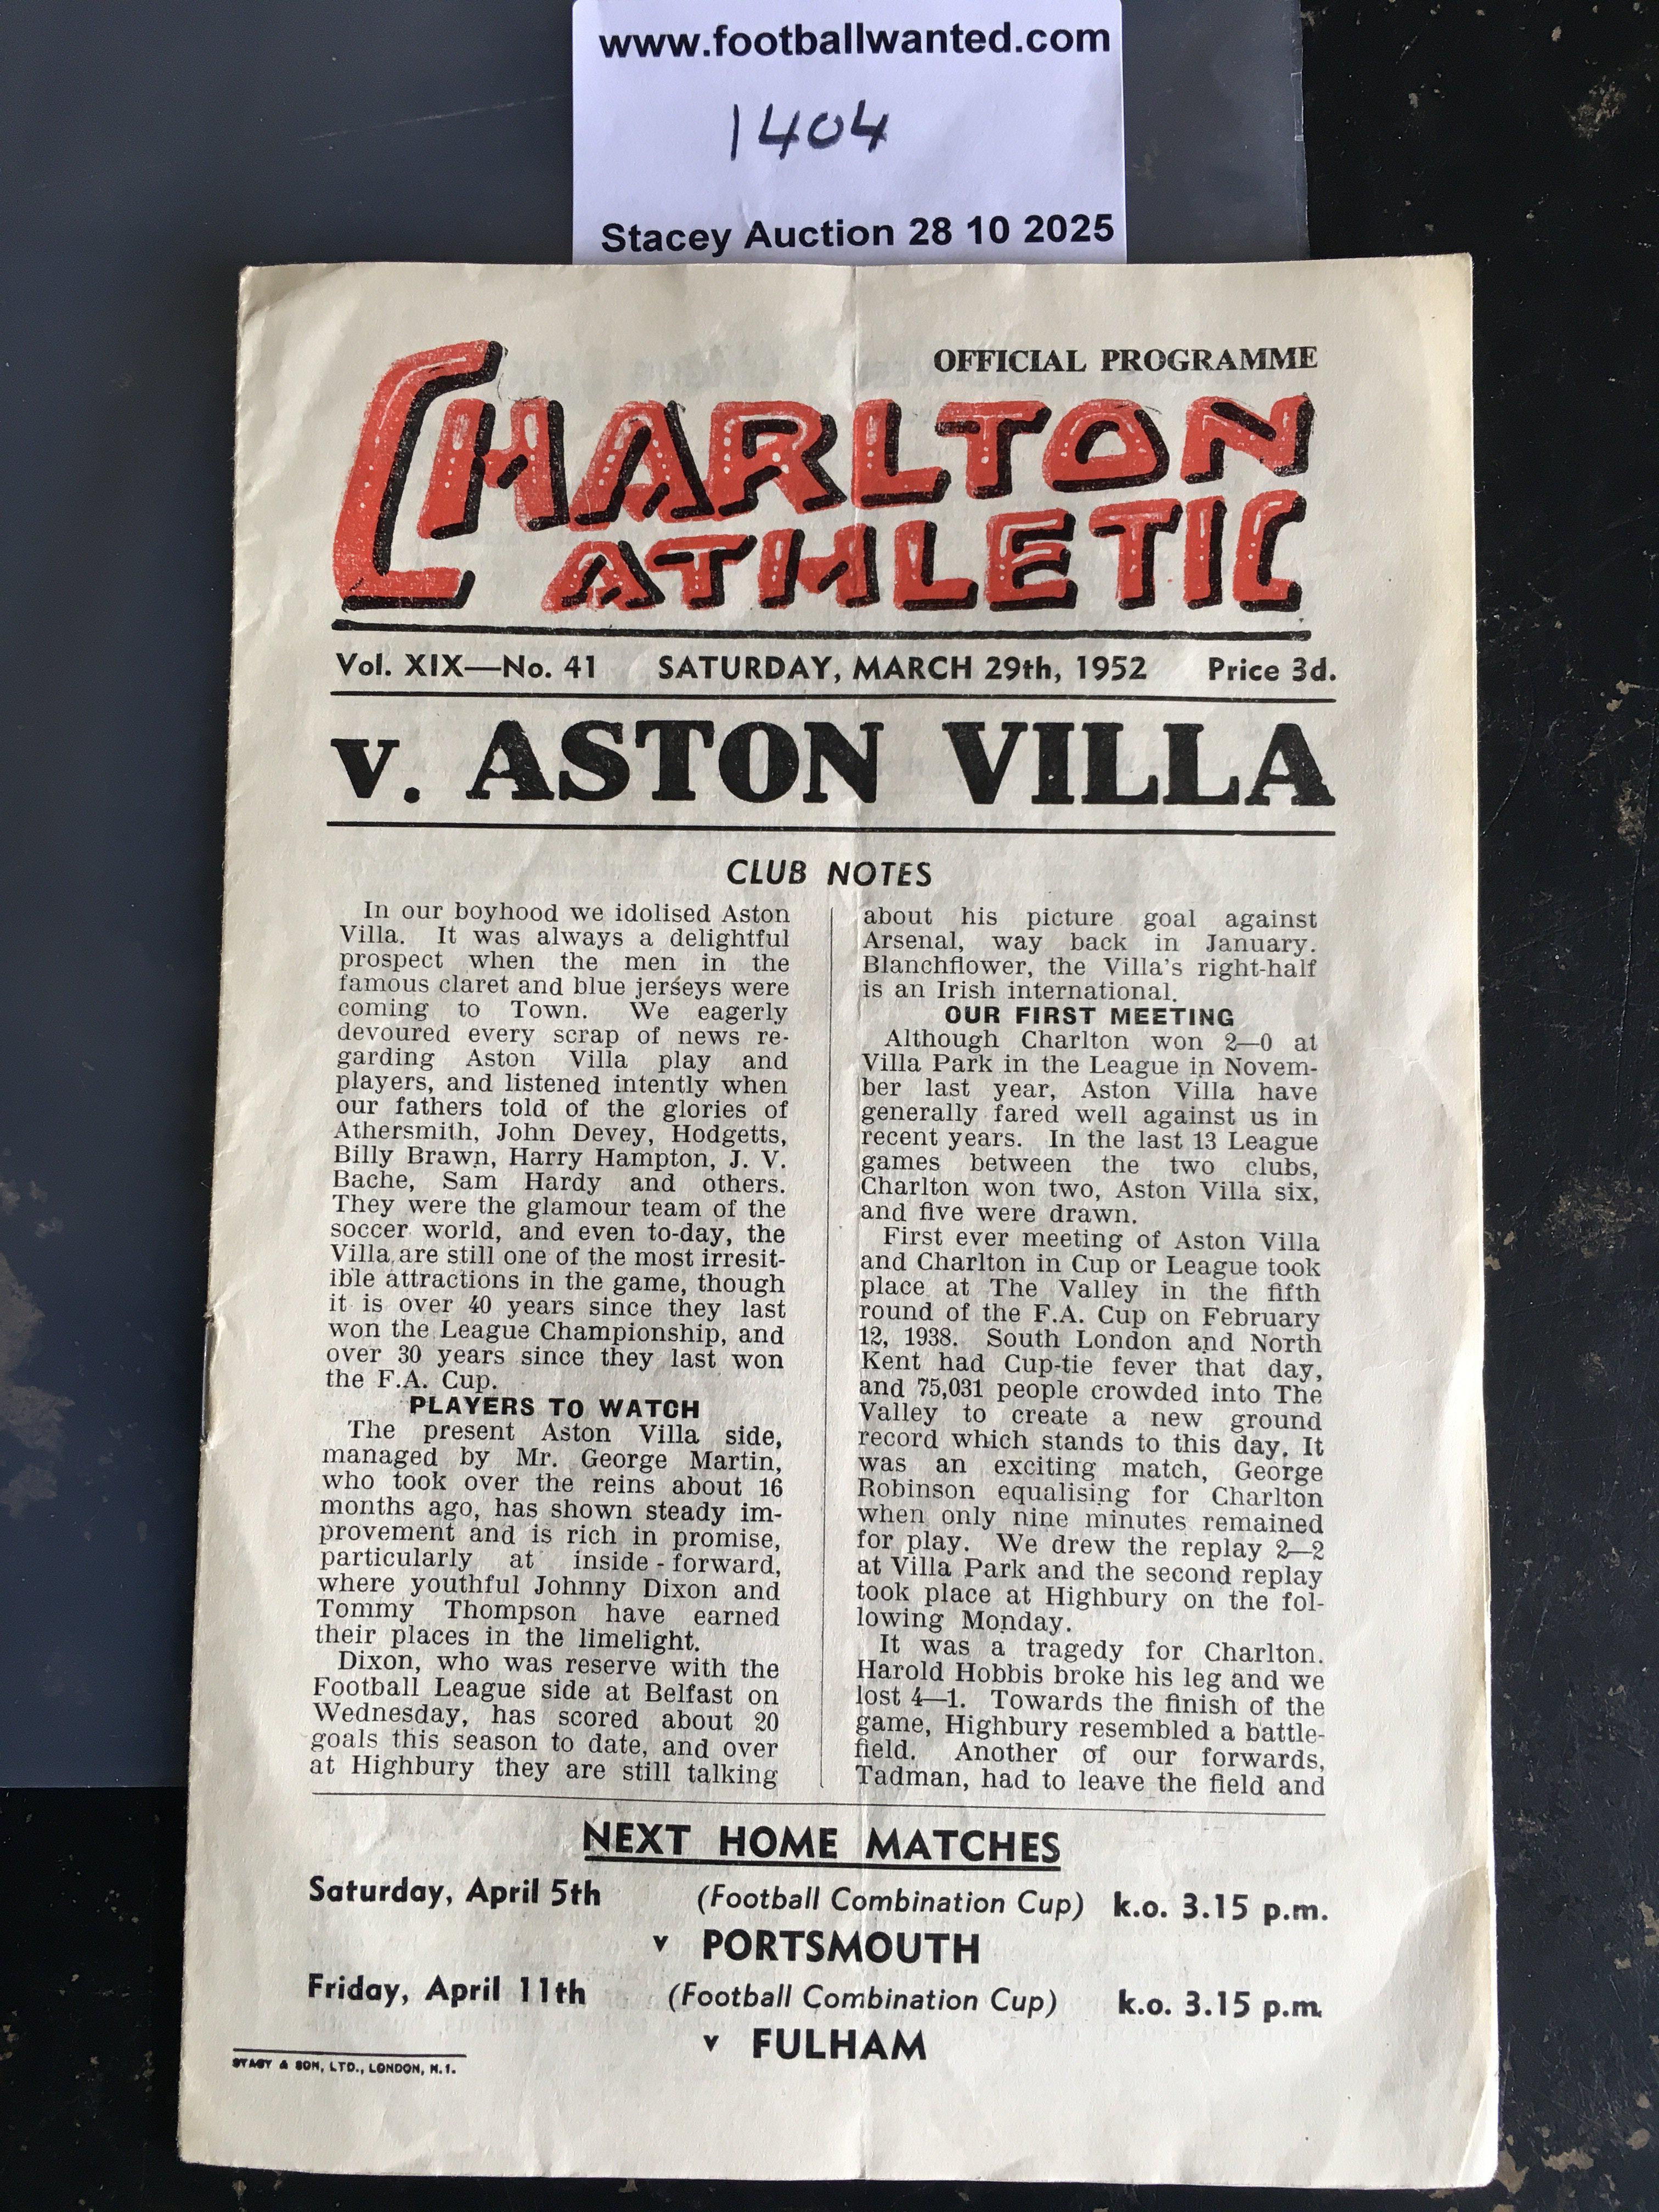 www.footballwanted.com
1404
Stacey Auction 28 10 2025
OFFICIAL PROGRAMME
CHARLTON
ATHLETIC
Vol. XIX—No. 41 SATURDAY, MARCH 29th, 1952 Price 3d.
v. ASTON VILLA
CLUB NOTES
In our boyhood we idolised Aston
Villa. It was always a delightful
prospect when the men in the
famous claret and blue jerseys were
coming to Town. We eagerly
devoured every scrap of news re-
garding Aston Villa play and
players, and listened intently when
our fathers told of the glories of
Athersmith, John Devey, Hodgetts,
Billy Brawn, Harry Hampton, J. V.
Bache, Sam Hardy and others.
They were the glamour team of the
soccer world, and even to-day, the
Villa are still one of the most irresit-
ible attractions in the game, though
it is over 40 years since they last
won the League Championship, and
over 30 years since they last won
the F.A. Cup.
PLAYERS TO WATCH
The present Aston Villa side,
managed by Mr. George Martin,
who took over the reins about 16
months ago, has shown steady im-
provement and is rich in promise,
particularly at inside-forward,
where youthful Johnny Dixon and
Tommy Thompson have earned
their places in the limelight.
Dixon, who was reserve with the
Football League side at Belfast on
Wednesday, has scored about 20
goals this season to date, and over
at Highbury they are still talking
about his picture goal against
Arsenal, way back in January.
Blanchflower, the Villa's right-half
is an Irish international.
OUR FIRST MEETING
Although Charlton won 2—0 at
Villa Park in the League in Novem-
ber last year, Aston Villa have
generally fared well against us in
recent years. In the last 13 League
games between the two clubs,
Charlton won two, Aston Villa six,
and five were drawn.
First ever meeting of Aston Villa
and Charlton in Cup or League took
place at The Valley in the fifth
round of the F.A. Cup on February
12, 1938. South London and North
Kent had Cup-tie fever that day,
and 75,031 people crowded into The
Valley to create a new ground
record which stands to this day. It
was an exciting match, George
Robinson equalising for Charlton
when only nine minutes remained
for play. We drew the replay 2—2
at Villa Park and the second replay
took place at Highbury on the fol-
lowing Monday.
It was a tragedy for Charlton.
Harold Hobbis broke his leg and we
lost 4—1. Towards the finish of the
game, Highbury resembled a battle-
field. Another of our forwards,
Tadman, had to leave the field and
NEXT HOME MATCHES
Saturday, April 5th (Football Combination Cup) k.o. 3.15 p.m.
v PORTSMOUTH
Friday, April 11th (Football Combination Cup) k.o. 3.15 p.m.
v FULHAM
& SON, LTD., LONDON, N.1.